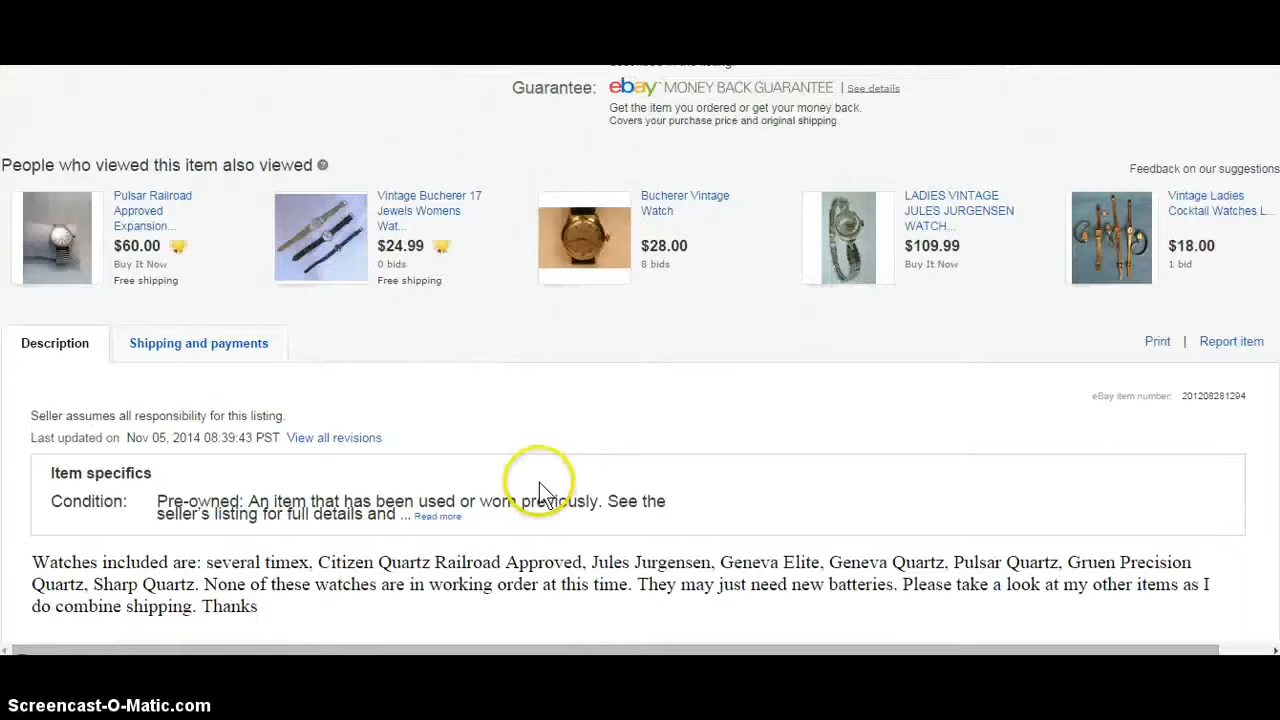 Guarantee: ebay MONEY BACK GUARANTEE | See details
Get the item you ordered or get your money back.
Covers your purchase price and original shipping.
People who viewed this item also viewed ?
Feedback on our suggestions
Pulsar Railroad
Approved
Expansion...
$60.00
Buy It Now
Free shipping
Vintage Bucherer 17
Jewels Womens
Wat...
$24.99
0 bids
Free shipping
Bucherer Vintage
Watch
$28.00
8 bids
LADIES VINTAGE
JULES JURGENSEN
WATCH...
$109.99
Buy It Now
Vintage Ladies
Cocktail Watches L...
$18.00
1 bid
Description
Shipping and payments
Print | Report item
eBay item number: 201208281294
Seller assumes all responsibility for this listing.
Last updated on Nov 05, 2014 08:39:43 PST View all revisions
Item specifics
Condition: Pre-owned: An item that has been used or worn previously. See the
seller's listing for full details and ... Read more
Watches included are: several timex, Citizen Quartz Railroad Approved, Jules Jurgensen, Geneva Elite, Geneva Quartz, Pulsar Quartz, Gruen Precision
Quartz, Sharp Quartz. None of these watches are in working order at this time. They may just need new batteries. Please take a look at my other items as I
do combine shipping. Thanks
Screencast-O-Matic.com